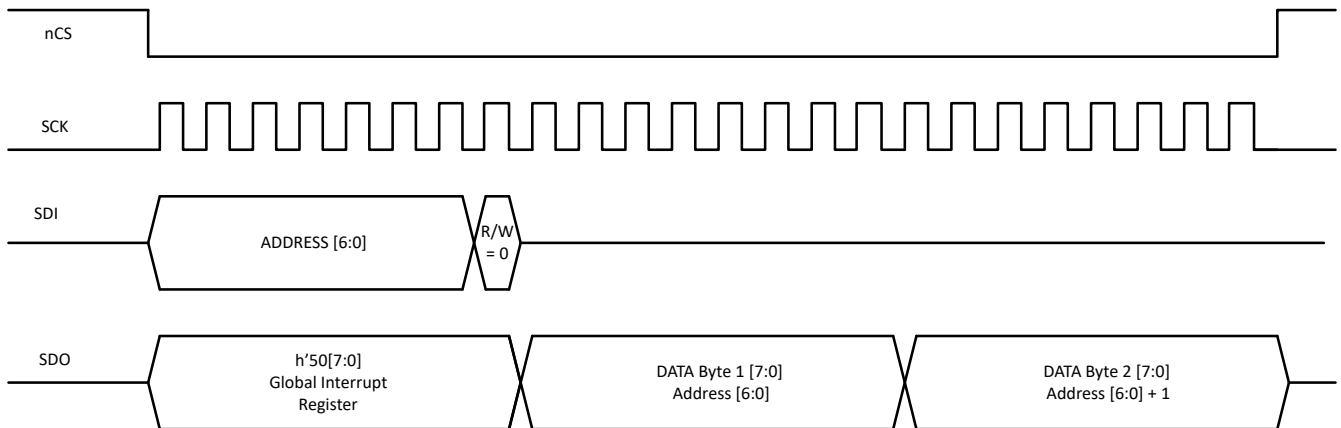 nCS
SCK
SDI
ADDRESS [6:0]
R/W
= 0
SDO
h'50[7:0]
Global Interrupt
Register
DATA Byte 1 [7:0]
Address [6:0]
DATA Byte 2 [7:0]
Address [6:0] + 1